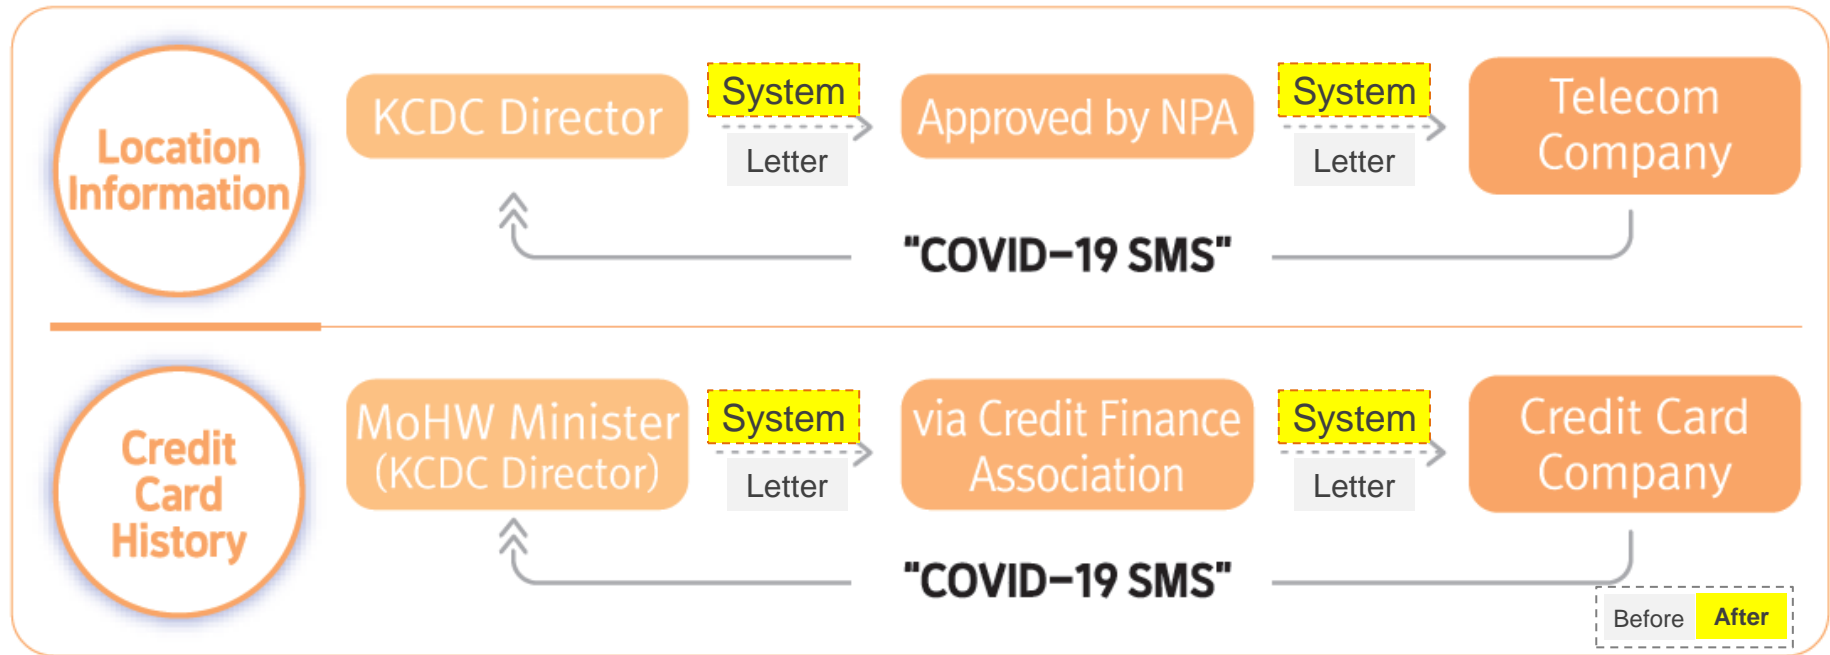 Location
Information
KCDC Director
System
Letter
Approved by NPA
System
Letter
Telecom
Company
"COVID-19 SMS"
Credit
Card
History
MoHW Minister
(KCDC Director)
System
Letter
via Credit Finance
Association
System
Letter
Credit Card
Company
"COVID-19 SMS"
Before After